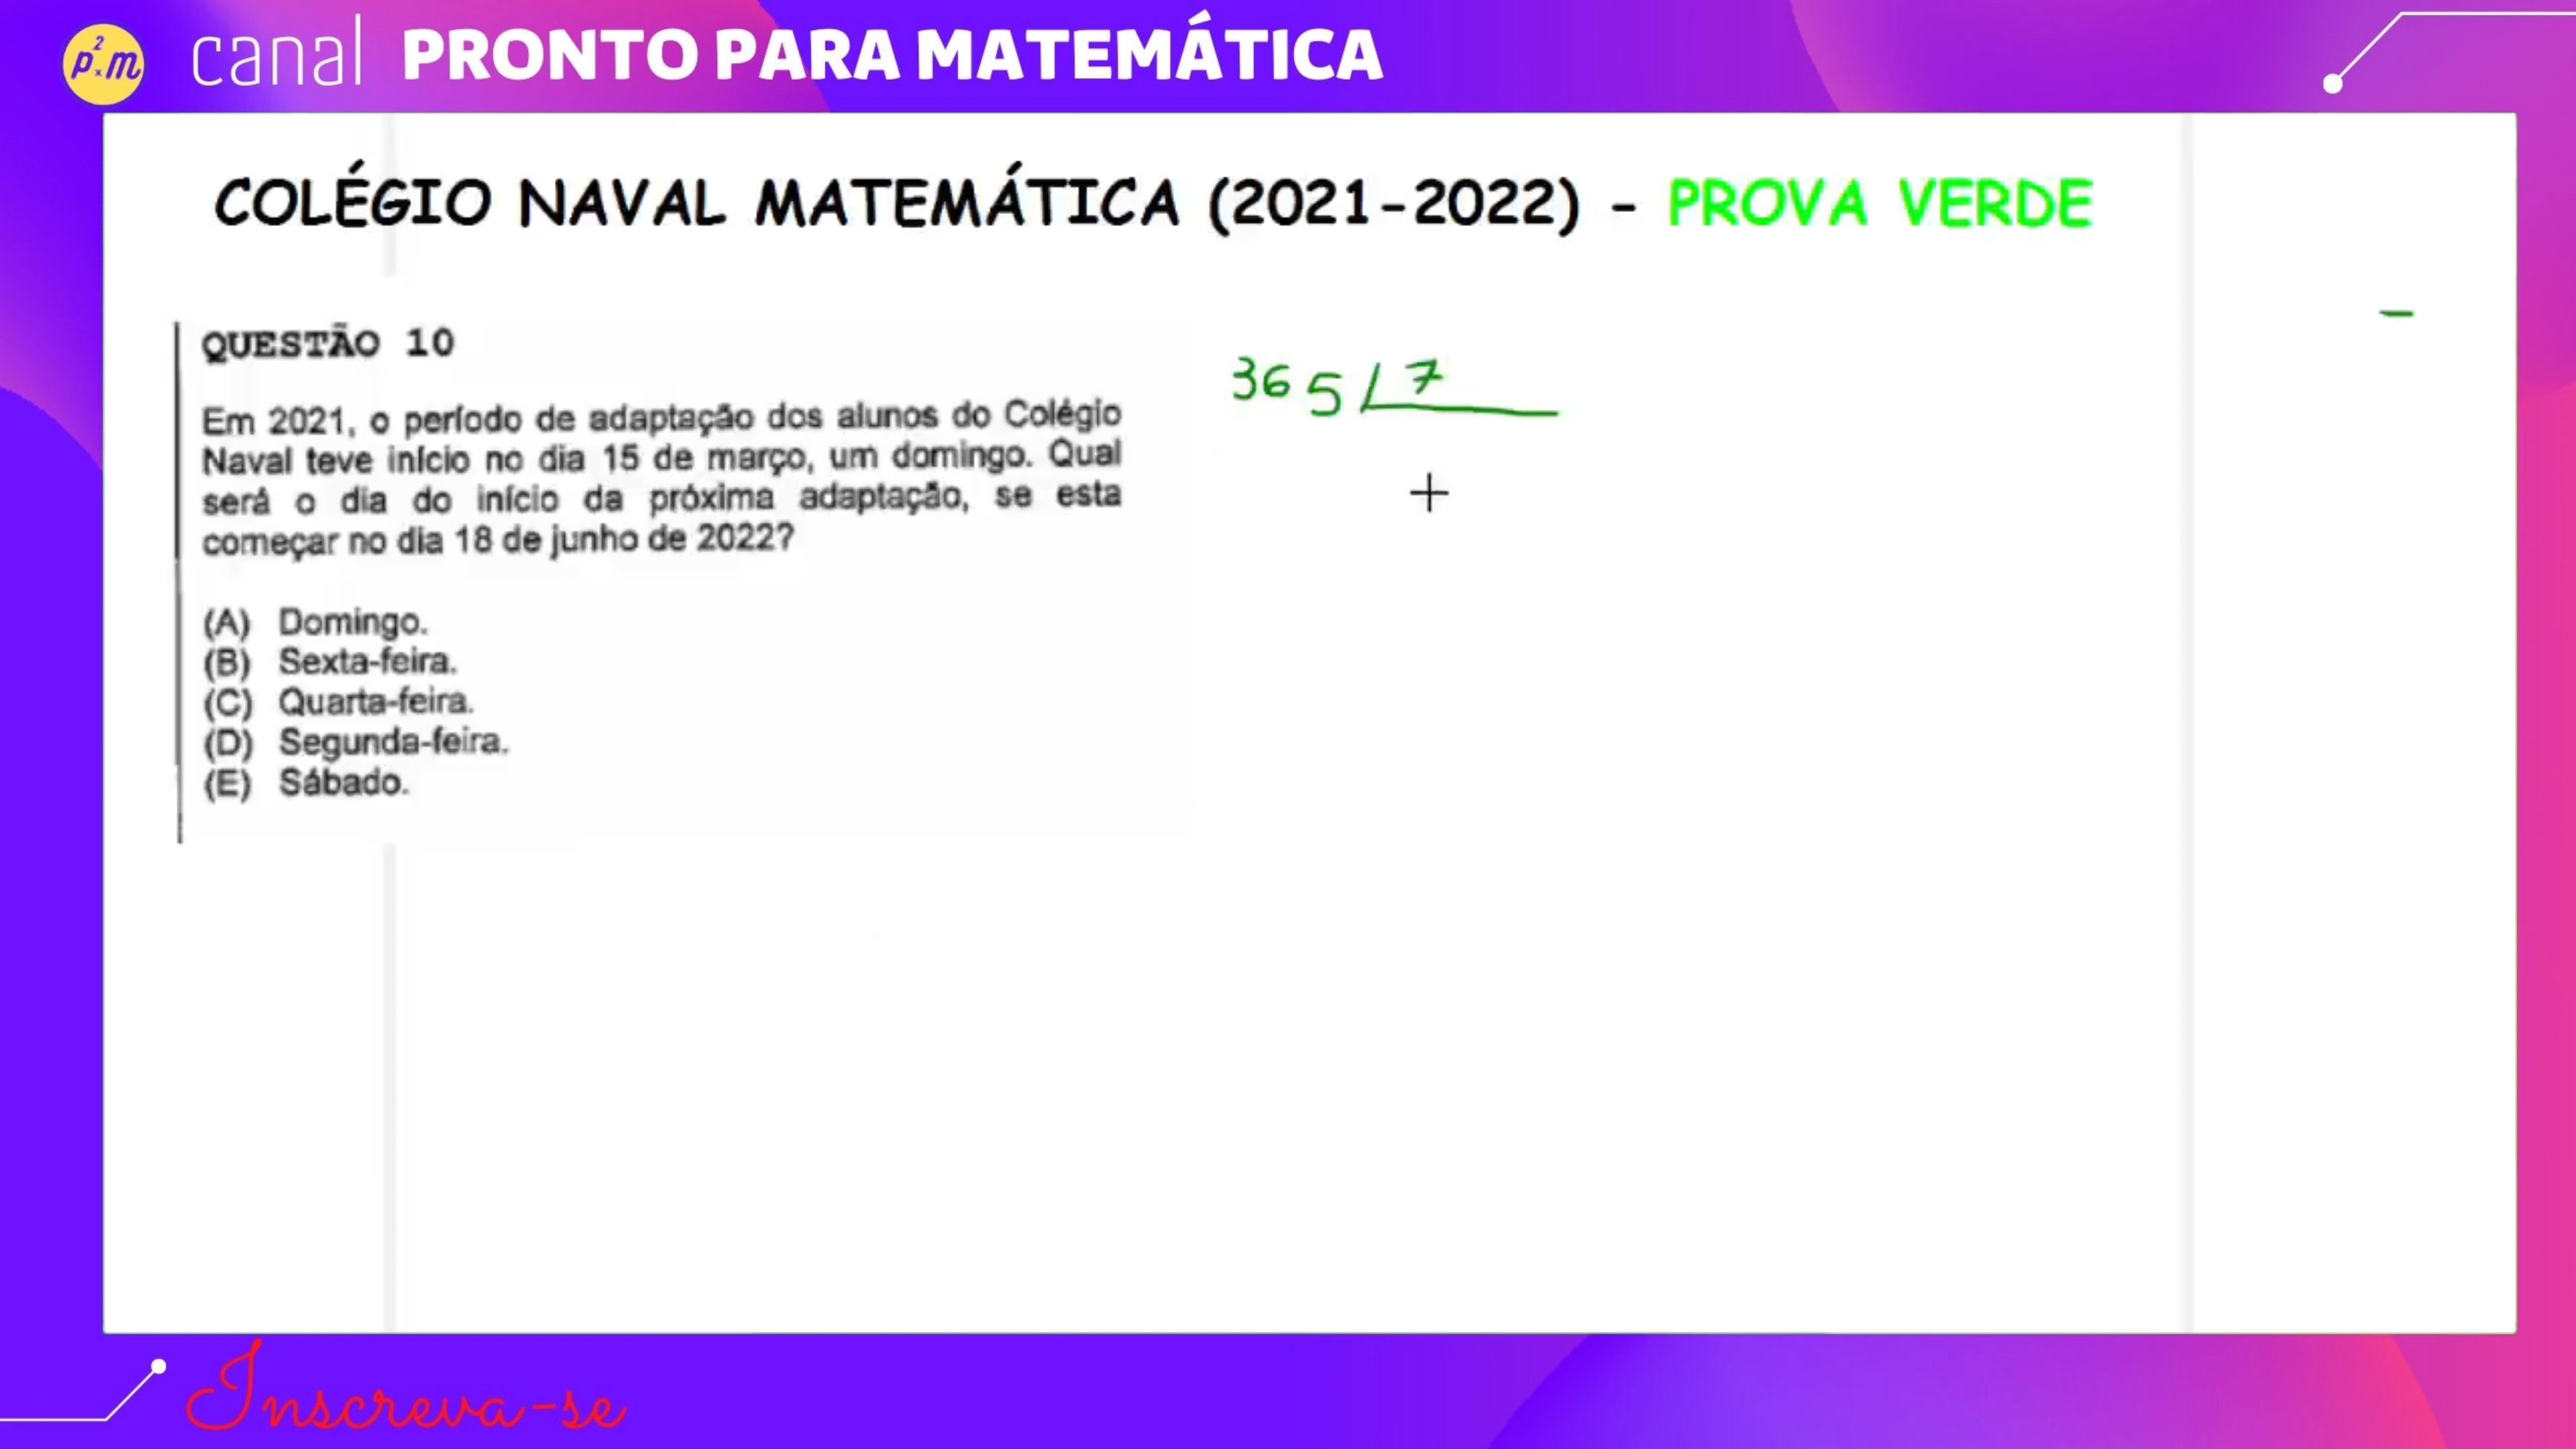 p²×m canal PRONTO PARA MATEMÁTICA
COLÉGIO NAVAL MATEMÁTICA (2021-2022) - PROVA VERDE
QUESTÃO 10
Em 2021, o período de adaptação dos alunos do Colégio
Naval teve início no dia 15 de março, um domingo. Qual
será o dia do início da próxima adaptação, se esta
começar no dia 18 de junho de 2022?
(A) Domingo.
(B) Sexta-feira.
(C) Quarta-feira.
(D) Segunda-feira.
(E) Sábado.
365 7
Inscreva-se